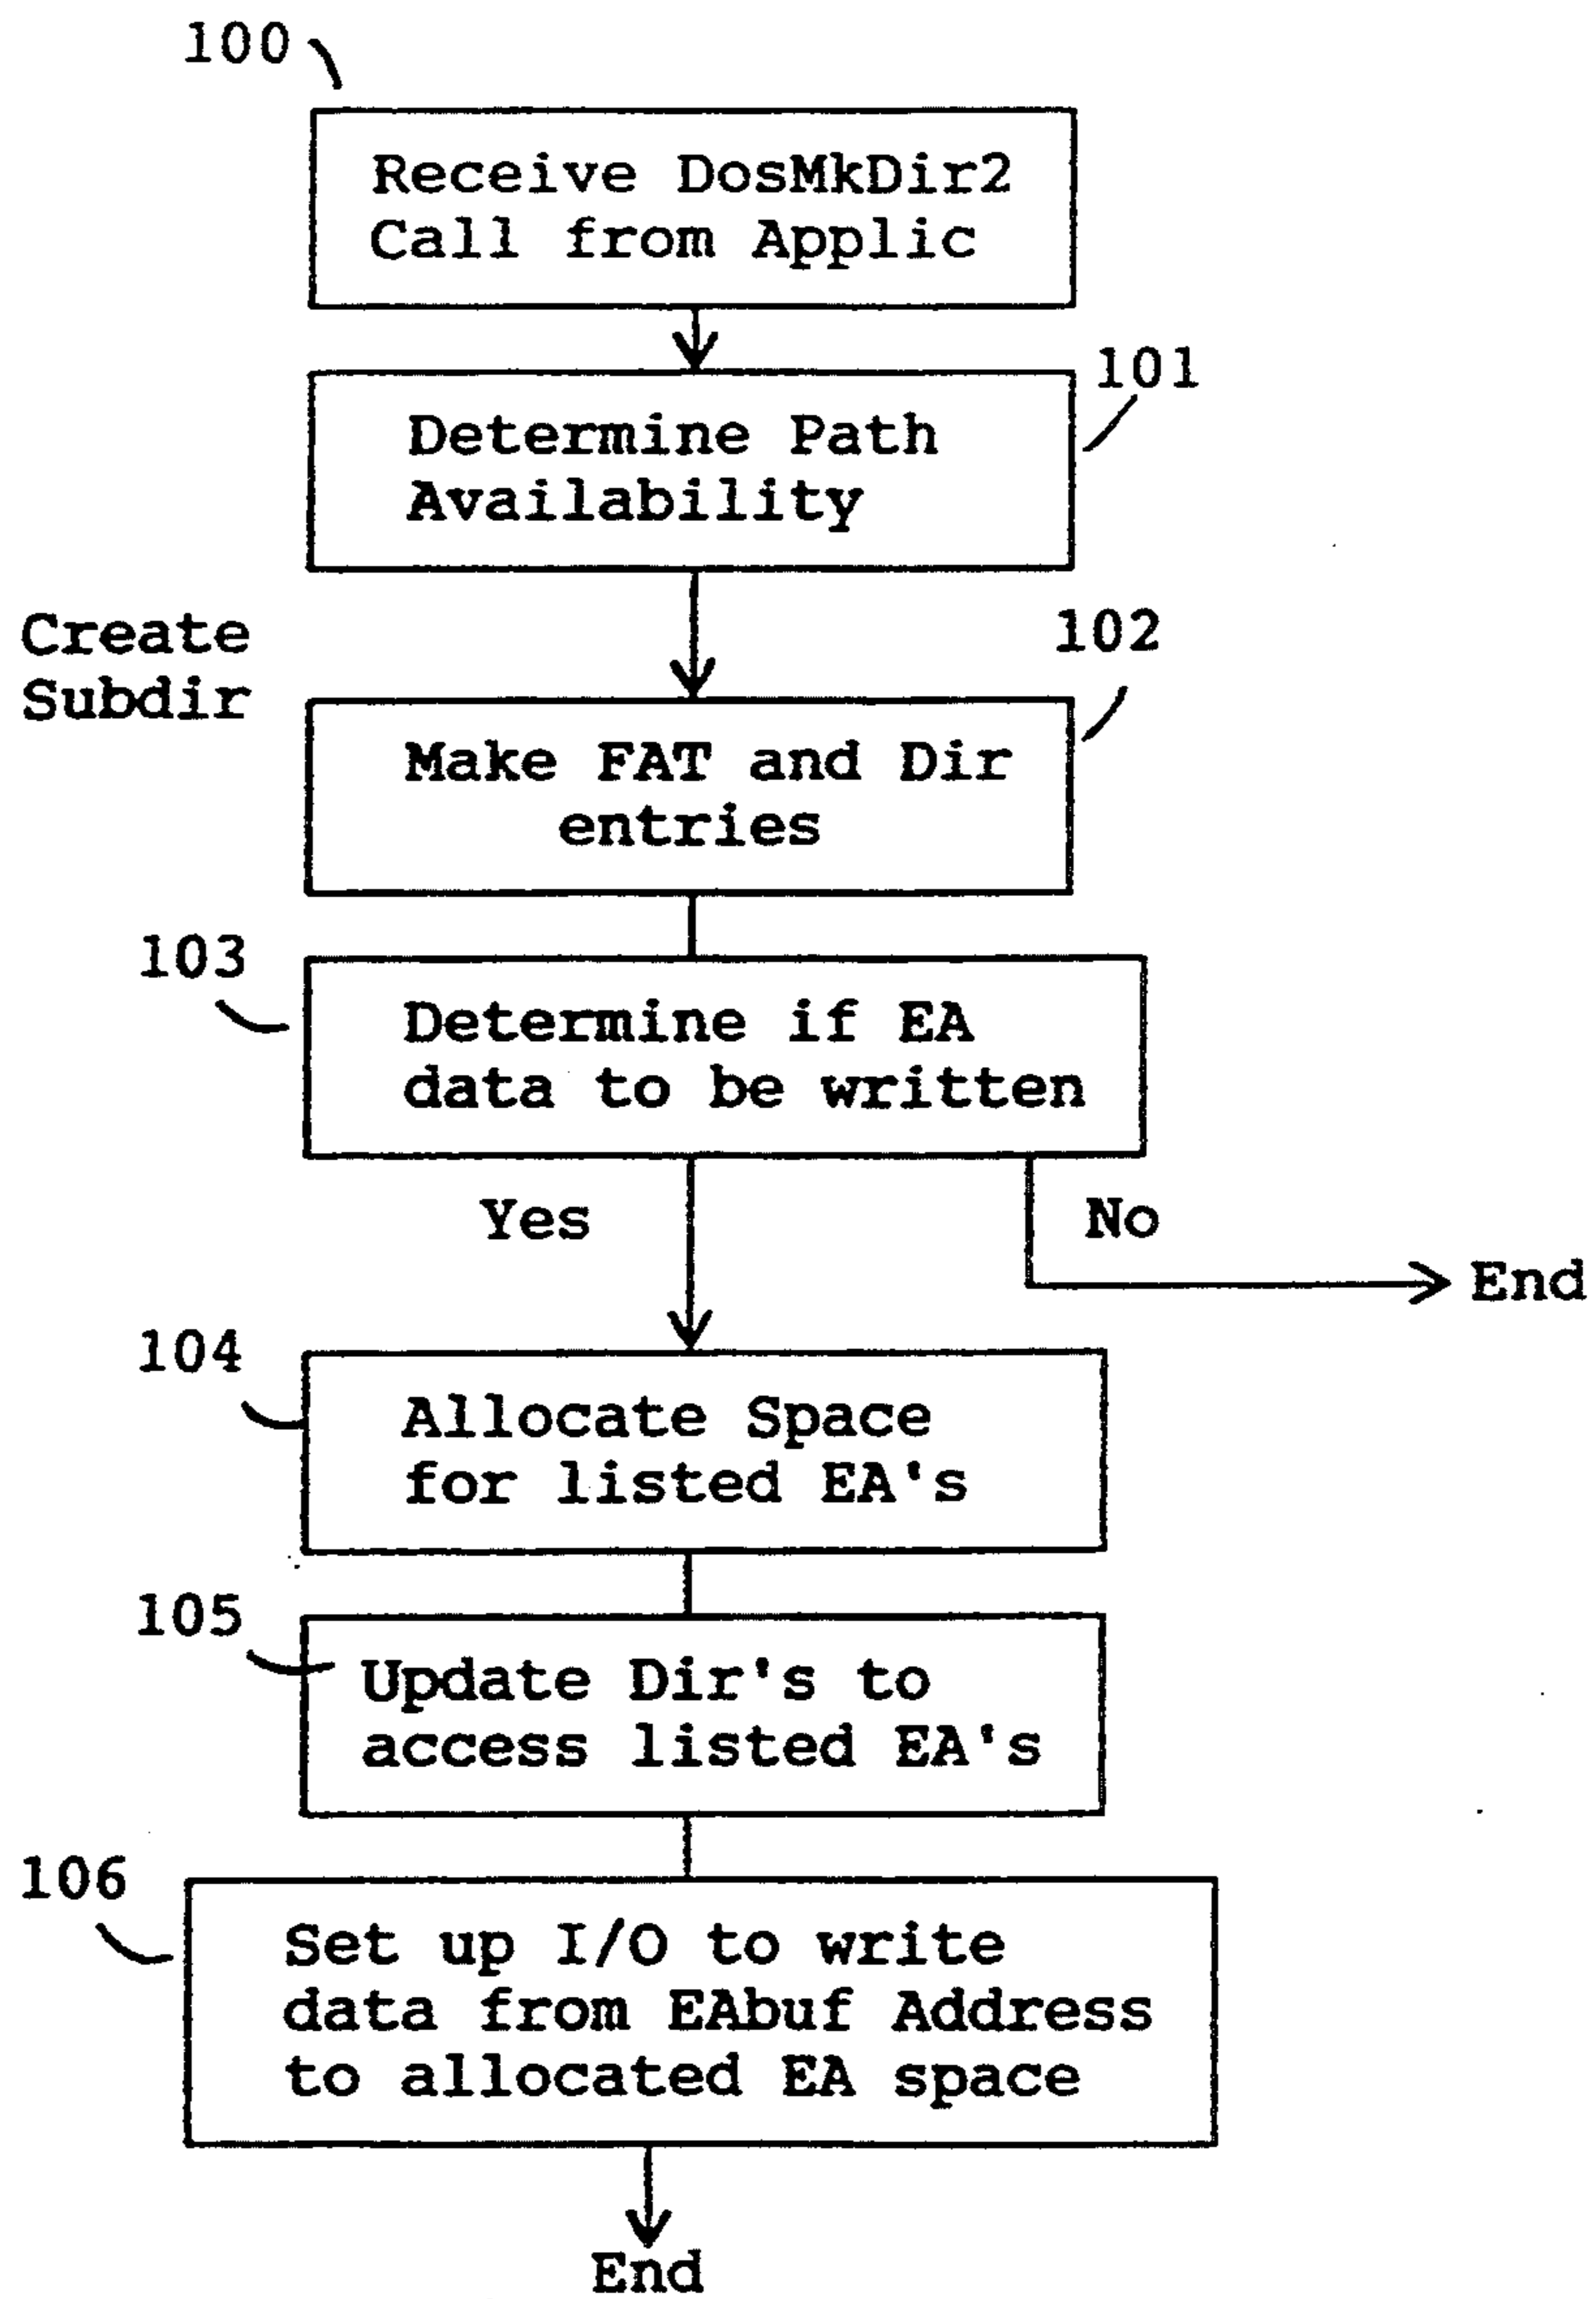 100
Receive DosMkDir2
Call from Applic
101
Determine Path
Availability
Create
Subdir
102
Make FAT and Dir
entries
103
Determine if EA
data to be written
Yes
No
End
104
Allocate Space
for listed EA's
105
Update Dir's to
access listed EA's
106
Set up I/O to write
data from EAbuf Address
to allocated EA space
End